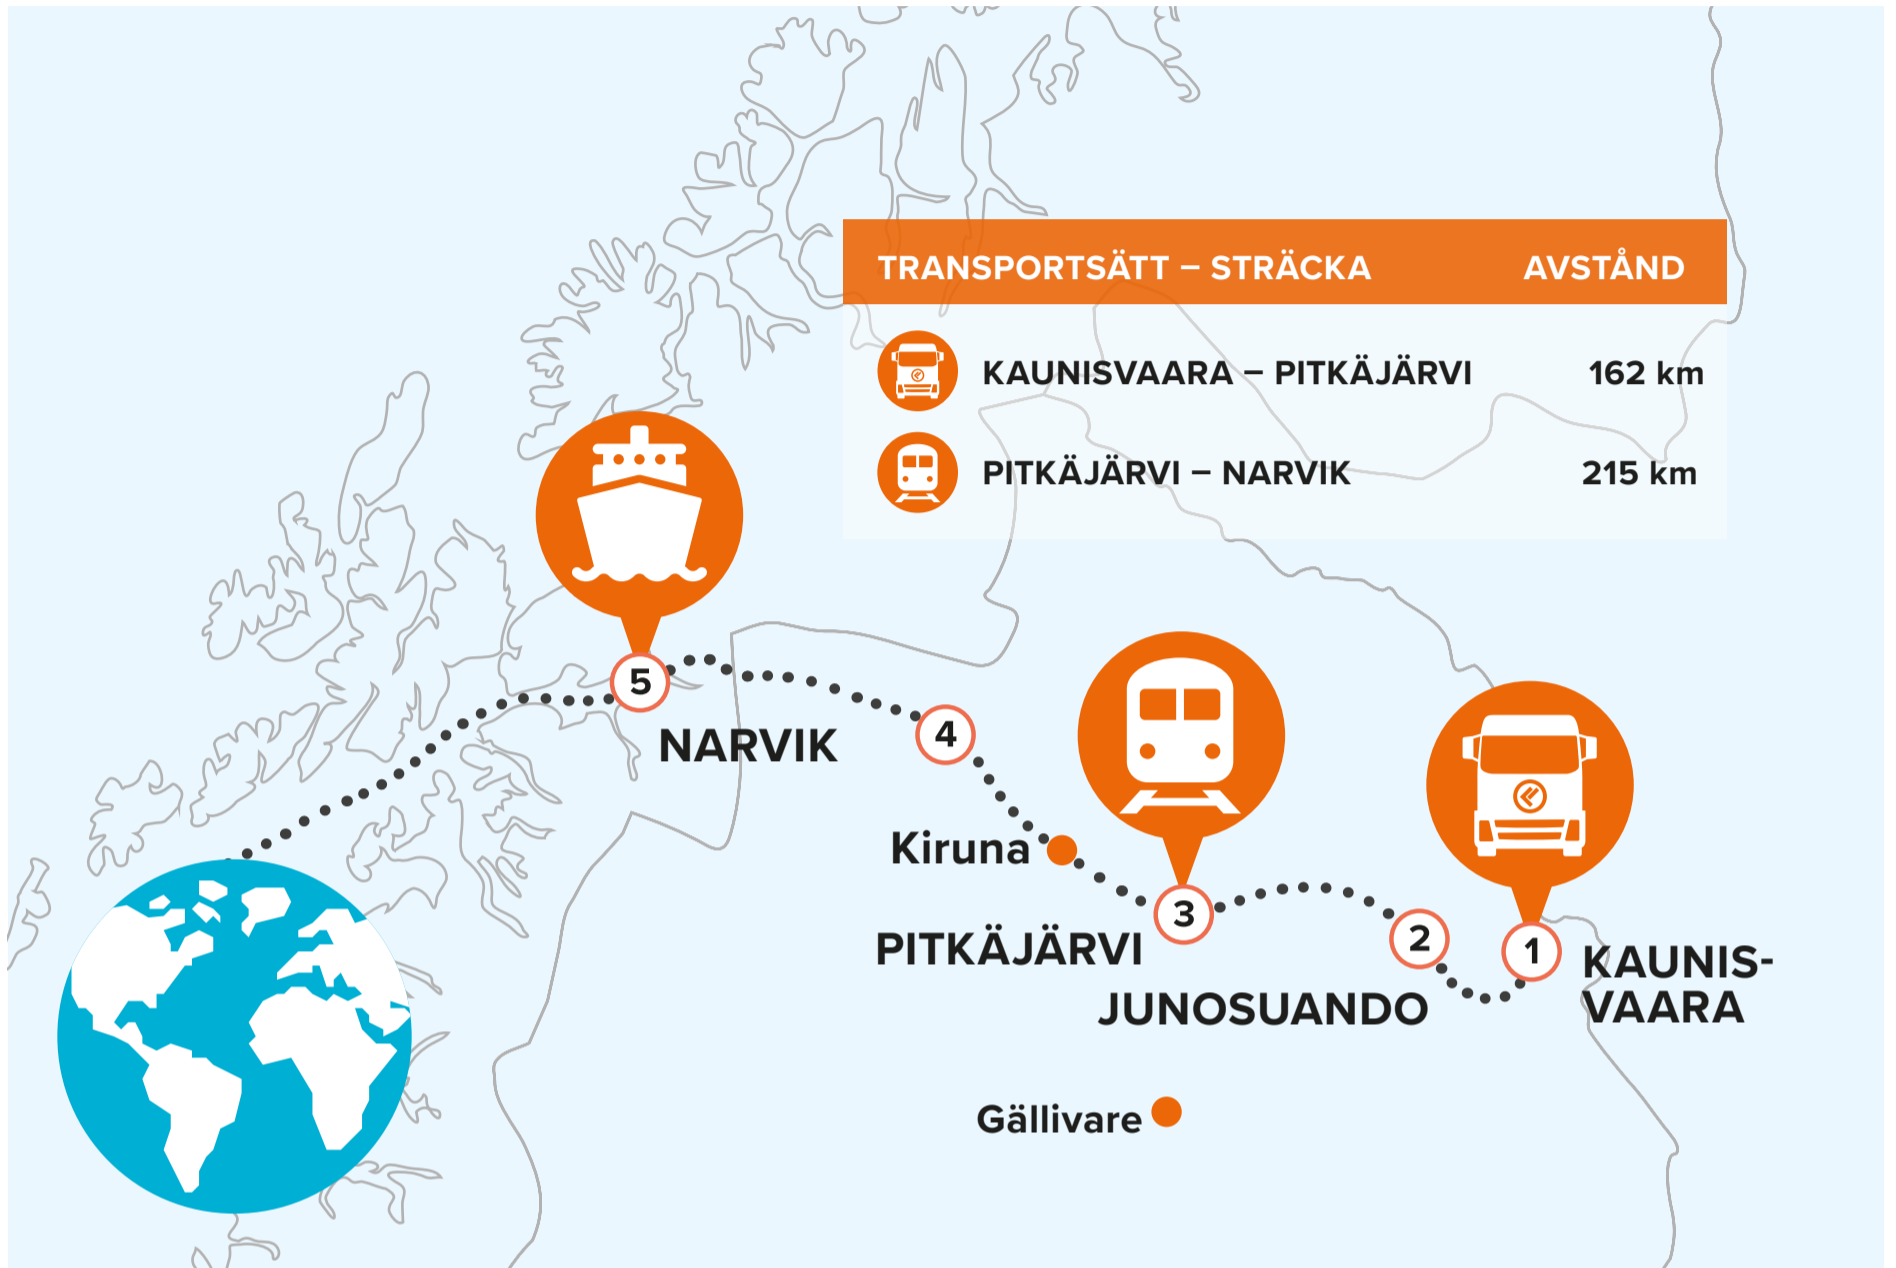 TRANSPORTSÄTT – STRÄCKA AVSTÅND
KAUNISVAARA – PITKÄJÄRVI 162 km
PITKÄJÄRVI – NARVIK 215 km
5
NARVIK
4
Kiruna
3
PITKÄJÄRVI
2
JUNOSUANDO
1
KAUNIS-
VAARA
Gällivare